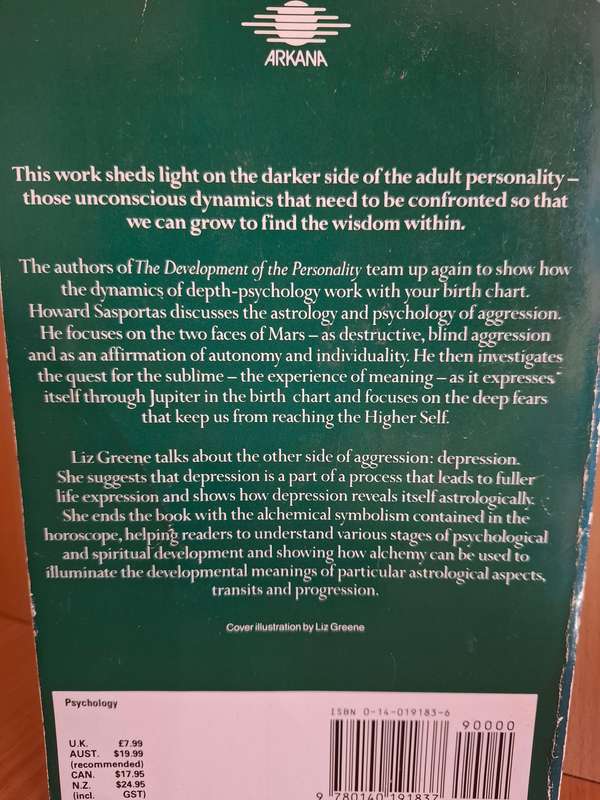 ARKANA
This work sheds light on the darker side of the adult personality –
those unconscious dynamics that need to be confronted so that
we can grow to find the wisdom within.
The authors of The Development of the Personality team up again to show how
the dynamics of depth-psychology work with your birth chart.
Howard Sasportas discusses the astrology and psychology of aggression.
He focuses on the two faces of Mars – as destructive, blind aggression
and as an affirmation of autonomy and individuality. He then investigates
the quest for the sublime – the experience of meaning – as it expresses
itself through Jupiter in the birth chart and focuses on the deep fears
that keep us from reaching the Higher Self.
Liz Greene talks about the other side of aggression: depression.
She suggests that depression is a part of a process that leads to fuller
life expression and shows how depression reveals itself astrologically.
She ends the book with the alchemical symbolism contained in the
horoscope, helping readers to understand various stages of psychological
and spiritual development and showing how alchemy can be used to
illuminate the developmental meanings of particular astrological aspects,
transits and progression.
Cover illustration by Liz Greene
Psychology
ISBN 0-14-019183-6
90000
U.K. £7.99
AUST. $19.99
(recommended)
CAN. $17.95
N.Z. $24.95
(incl. GST)
9 780140 191837